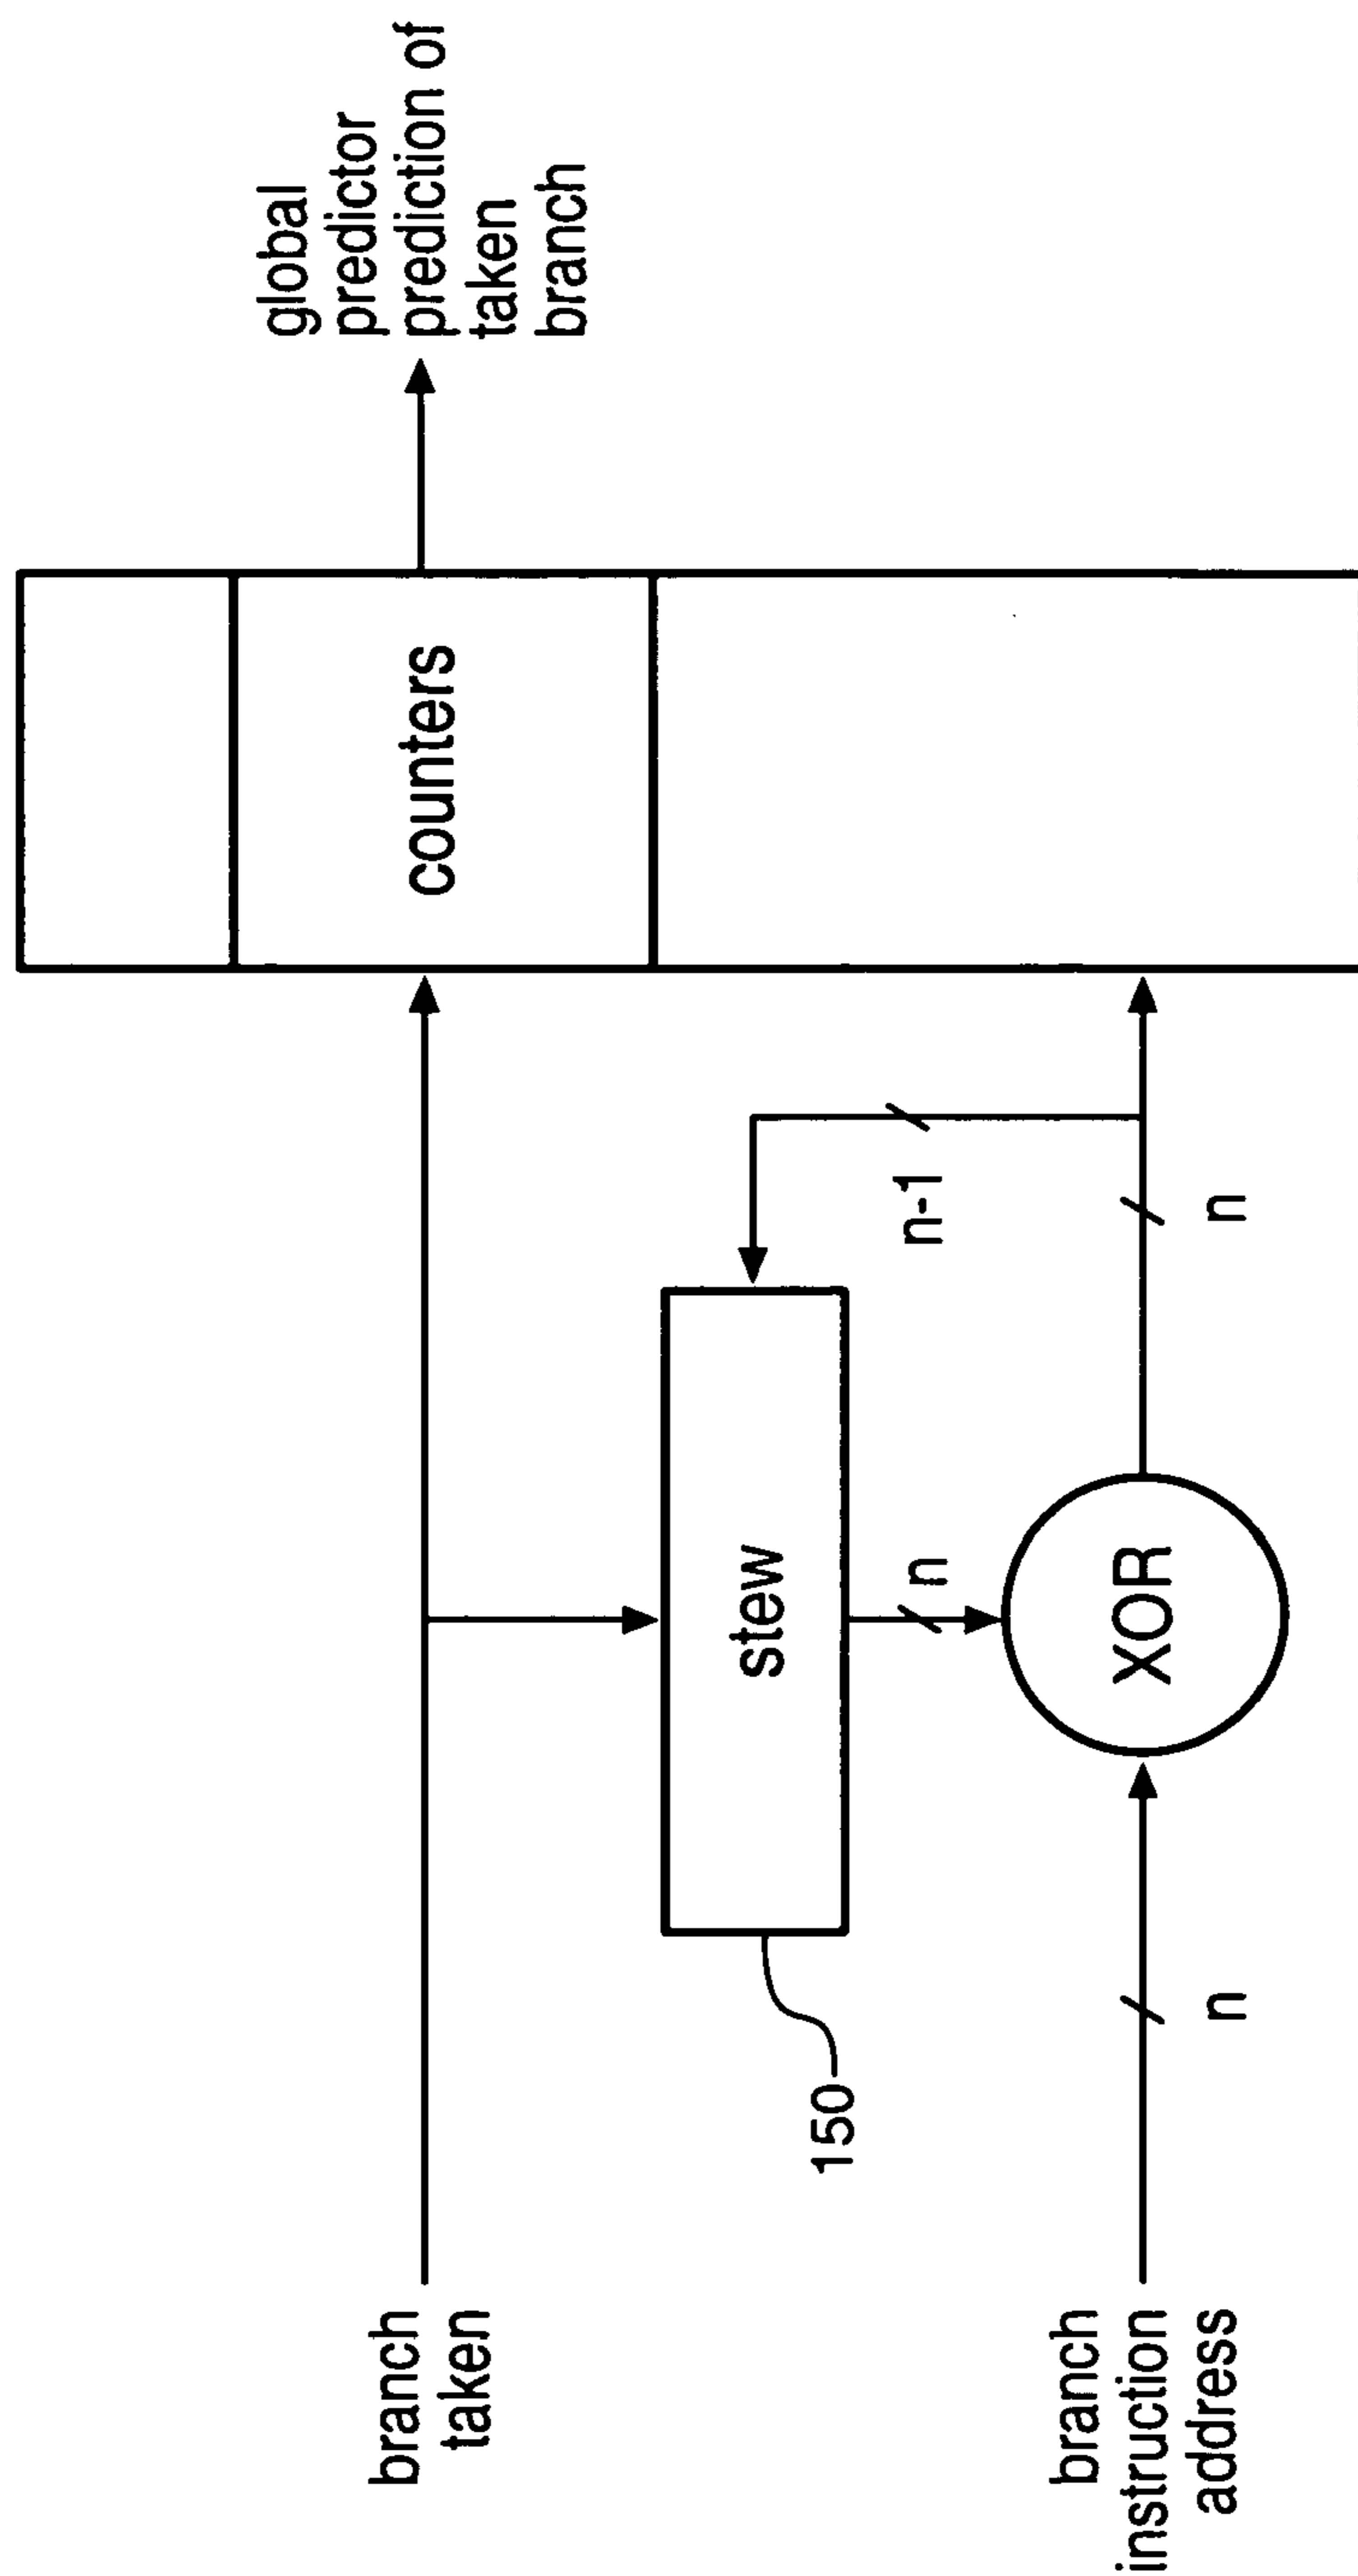 global
predictor
prediction of
taken
branch
counters
branch
taken
stew
150
n-1
n
n
XOR
n
branch
instruction
address